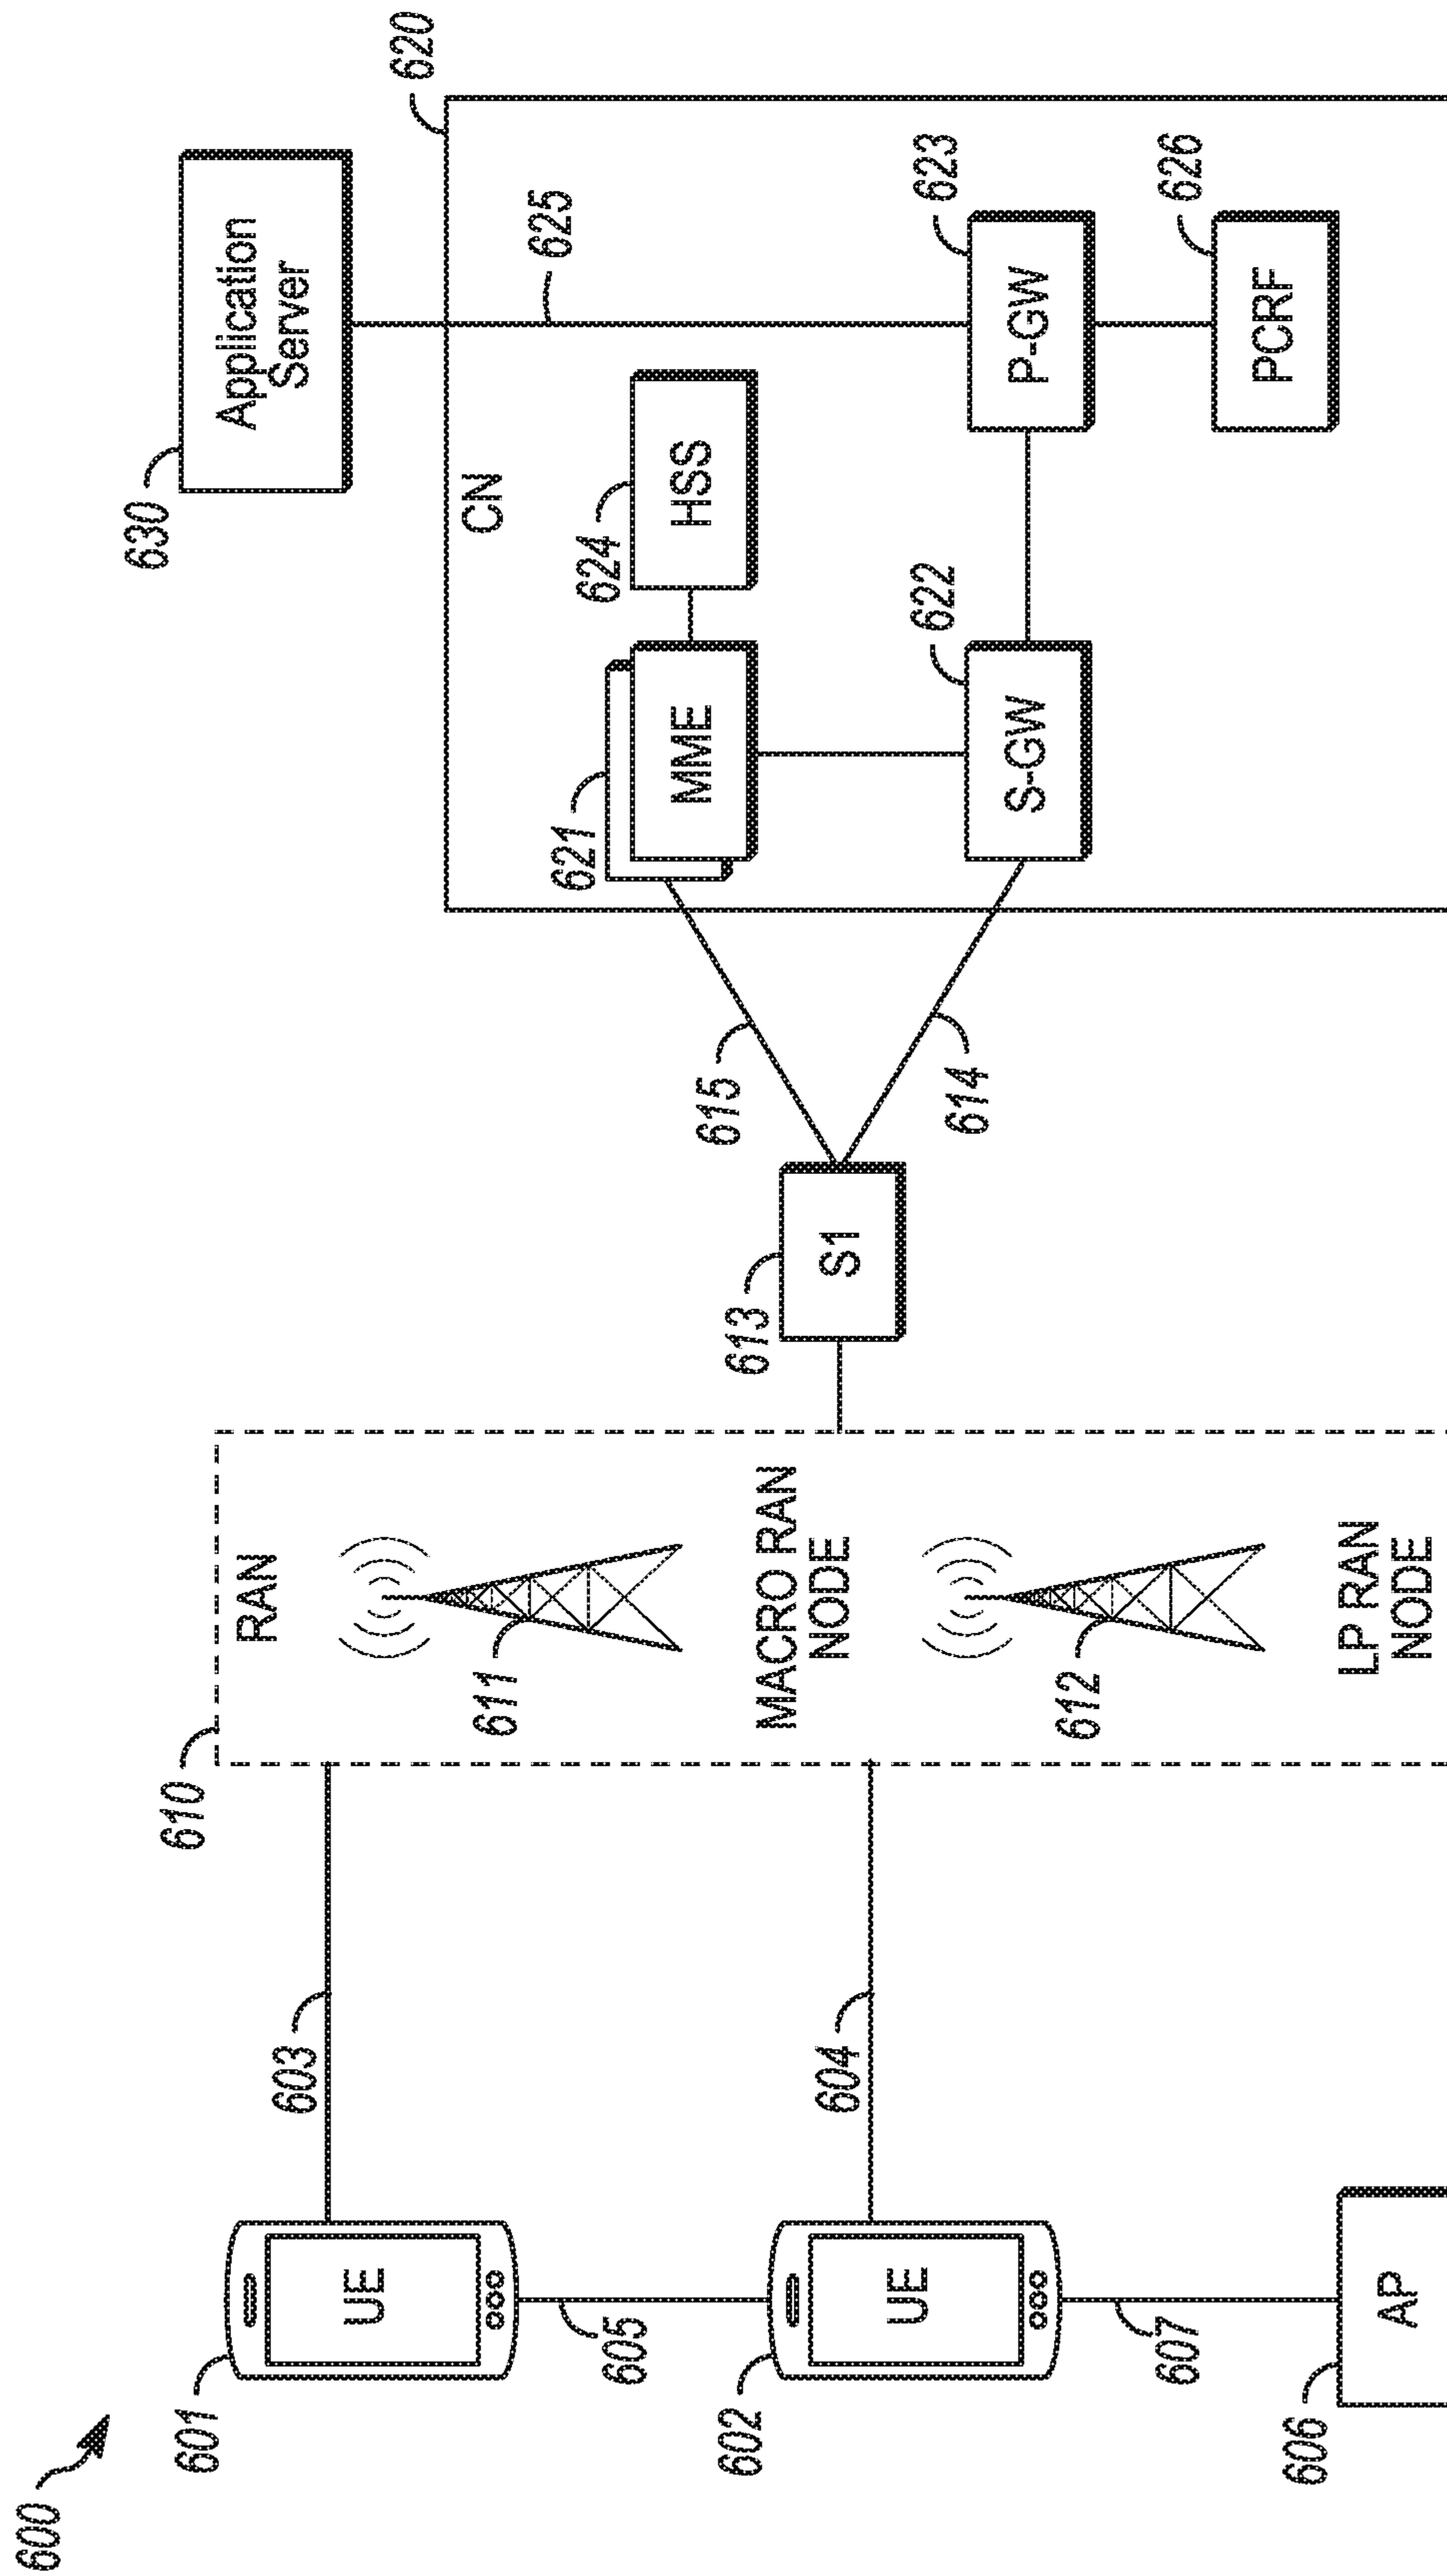 600
601
UE
605
602
UE
607
606
AP
603
604
610
RAN
611
MACRO RAN
NODE
612
LP RAN
NODE
613
S1
615
614
630
Application
Server
620
CN
625
621
MME
624
HSS
622
S-GW
623
P-GW
626
PCRF